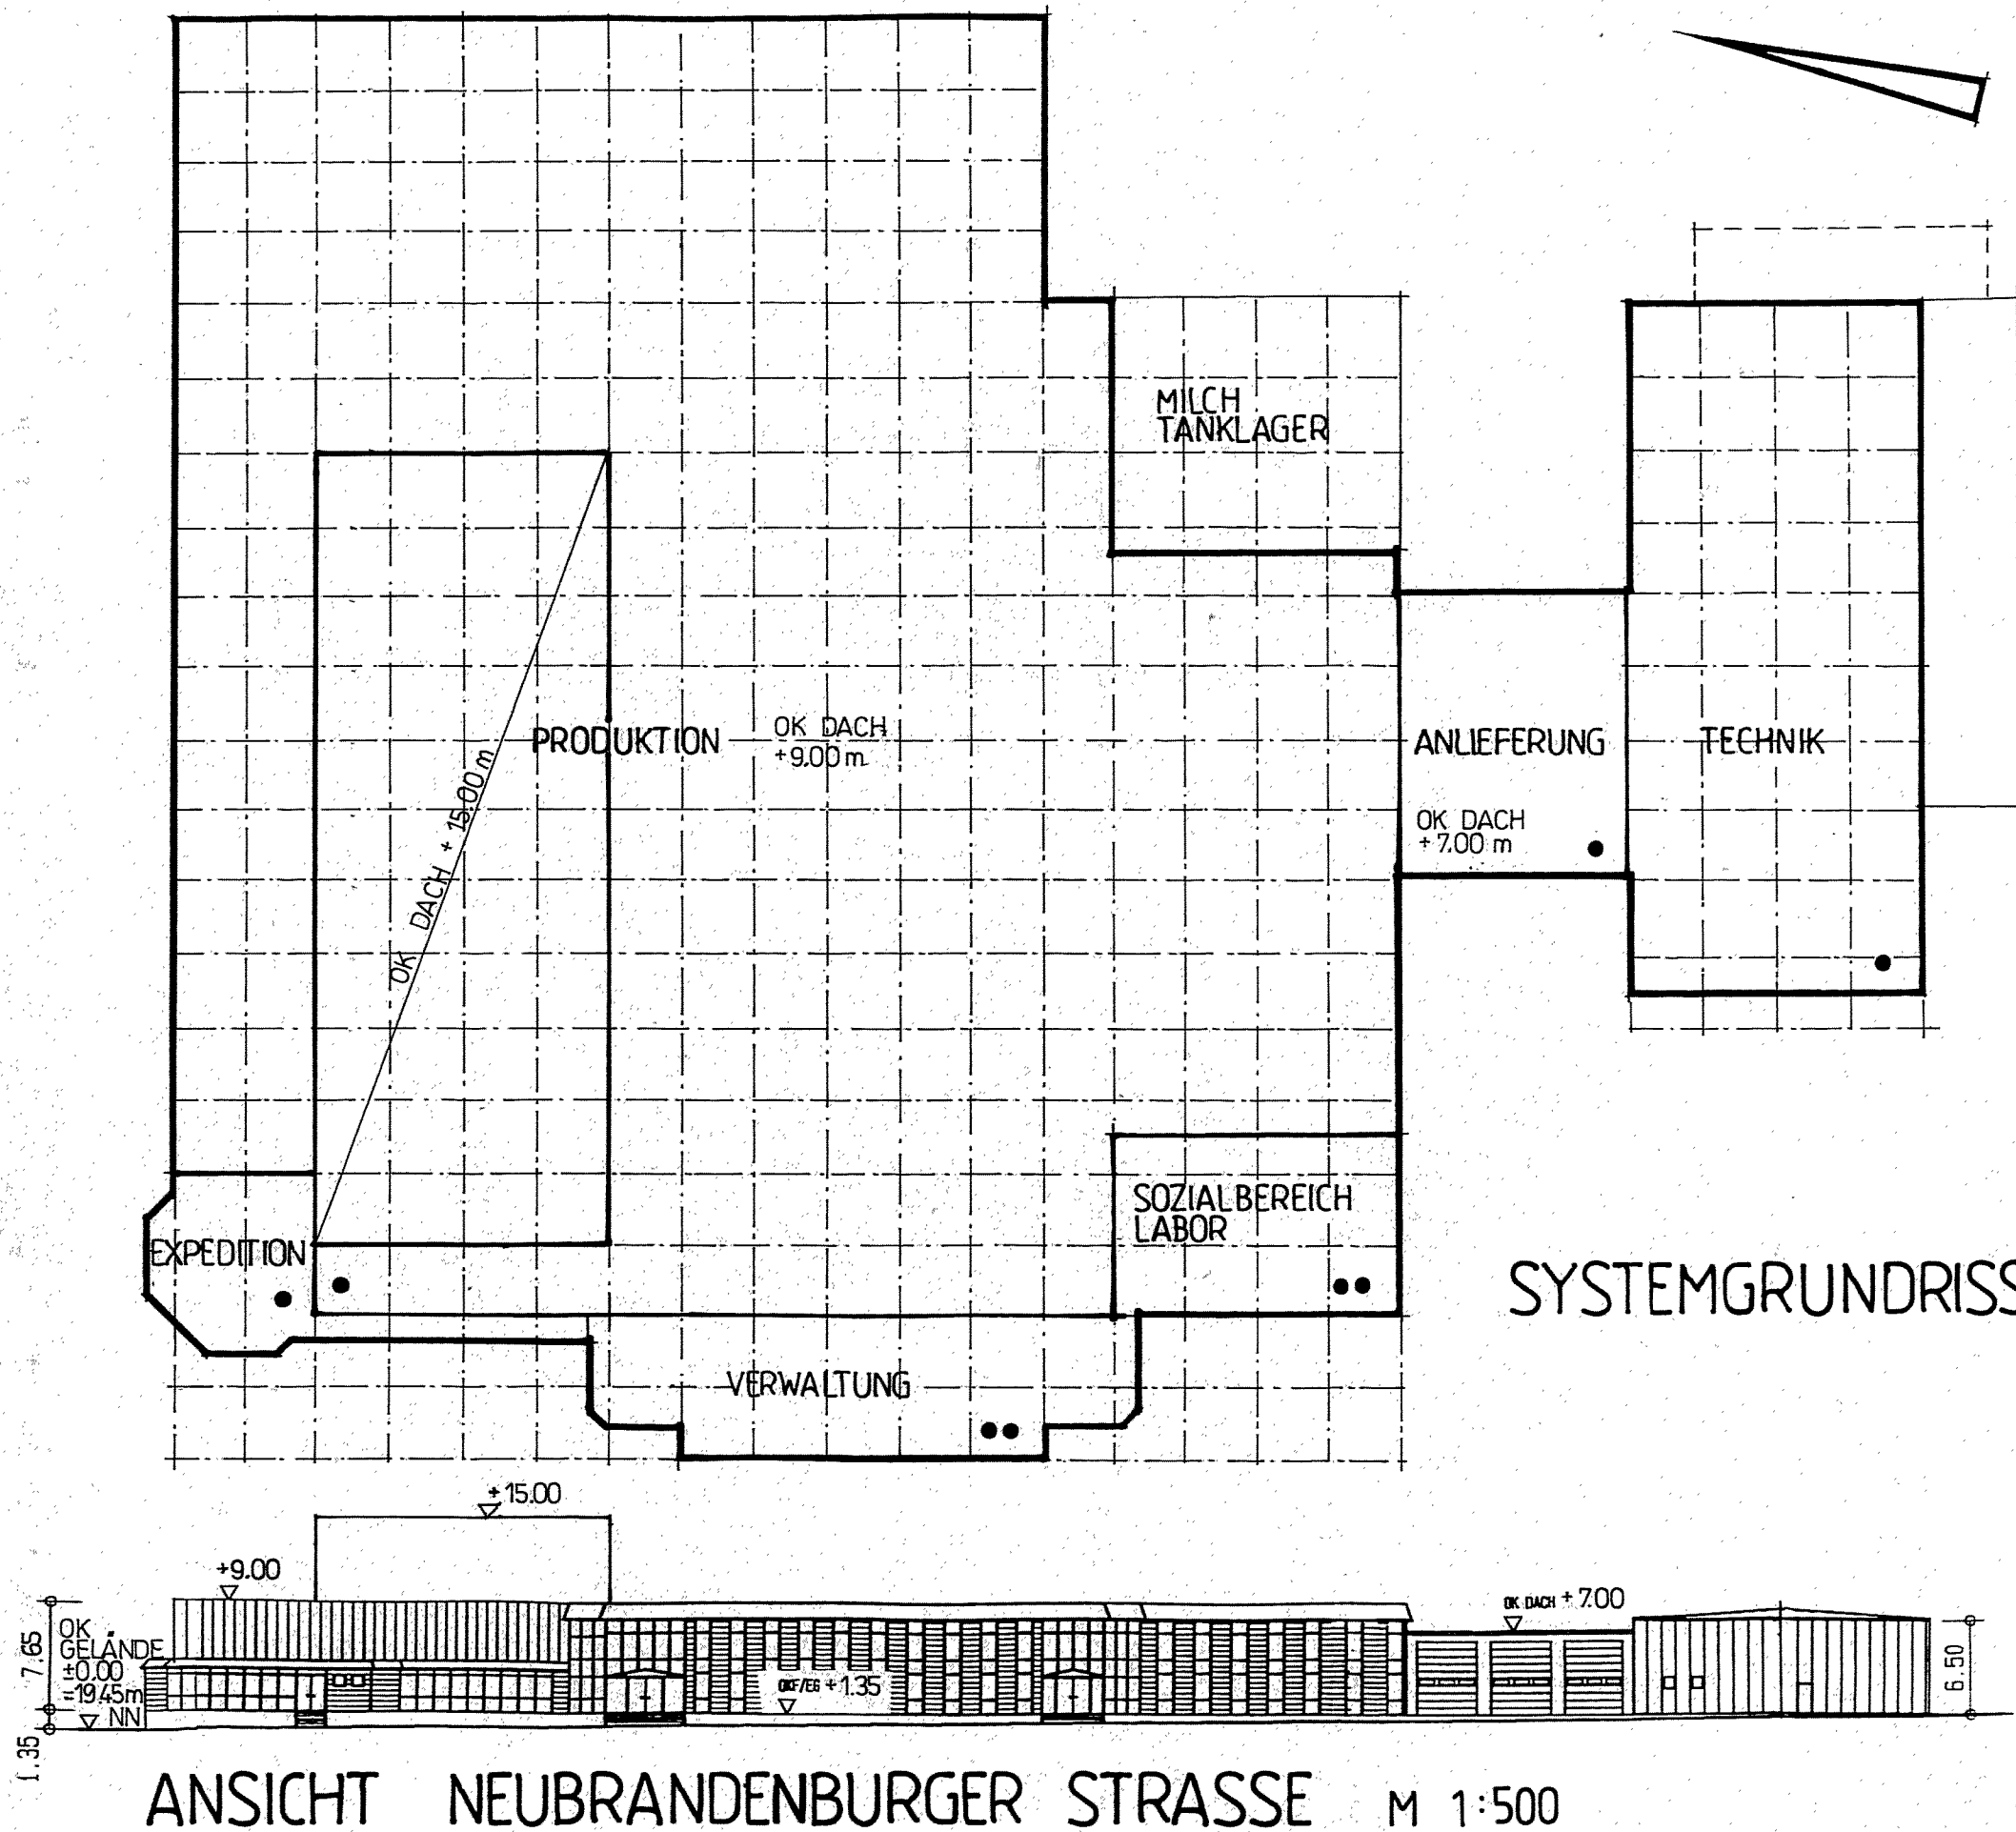 MILCH
TANKLAGER
PRODUKTION
OK DACH
+9.00 m
OK DACH + 15.00 m
ANLIEFERUNG
OK DACH
+7.00 m
TECHNIK
EXPEDITION
SOZIALBEREICH
LABOR
SYSTEMGRUNDRISS
VERWALTUNG
+15.00
+9.00
OK DACH +7.00
7.65
OK
GELÄNDE
±0.00
=19.45m
NN
1.35
OKF/EG +1.35
6.50
ANSICHT NEUBRANDENBURGER STRASSE M 1:500